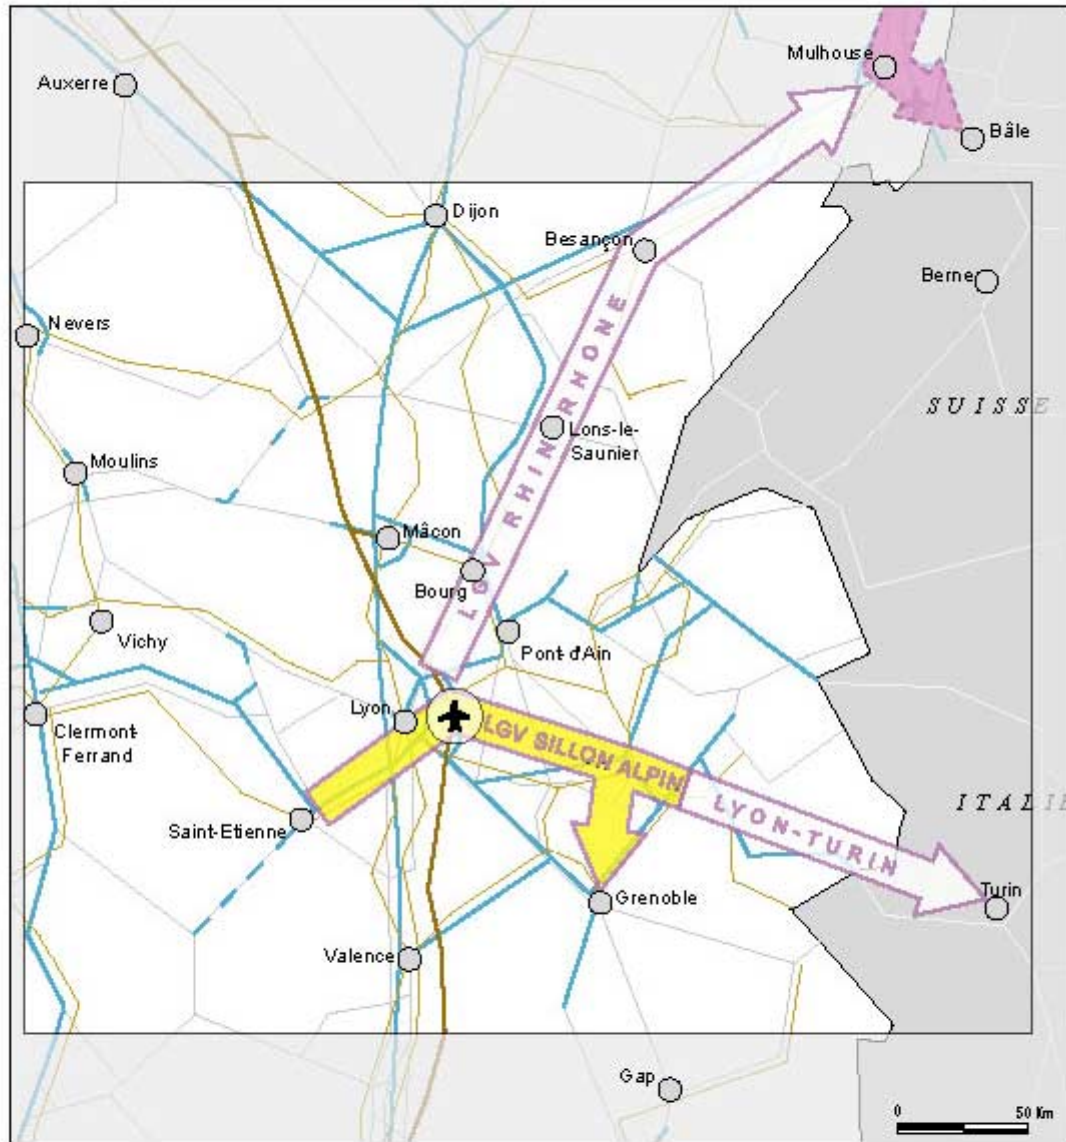 Mulhouse
Auxerre
Bâle
Dijon
Besançon
Berne
Nevers
SUISSE
Lons-le-
Saunier
Moulins
LGV RHIN RHONE
Mâcon
Bourg
Vichy
Pont-d'Ain
Lyon
Clermont-
Ferrand
LGV SILLON ALPIN
LYON-TURIN
ITALIE
Saint-Etienne
Turin
Grenoble
Valence
Gap
0 50 Km